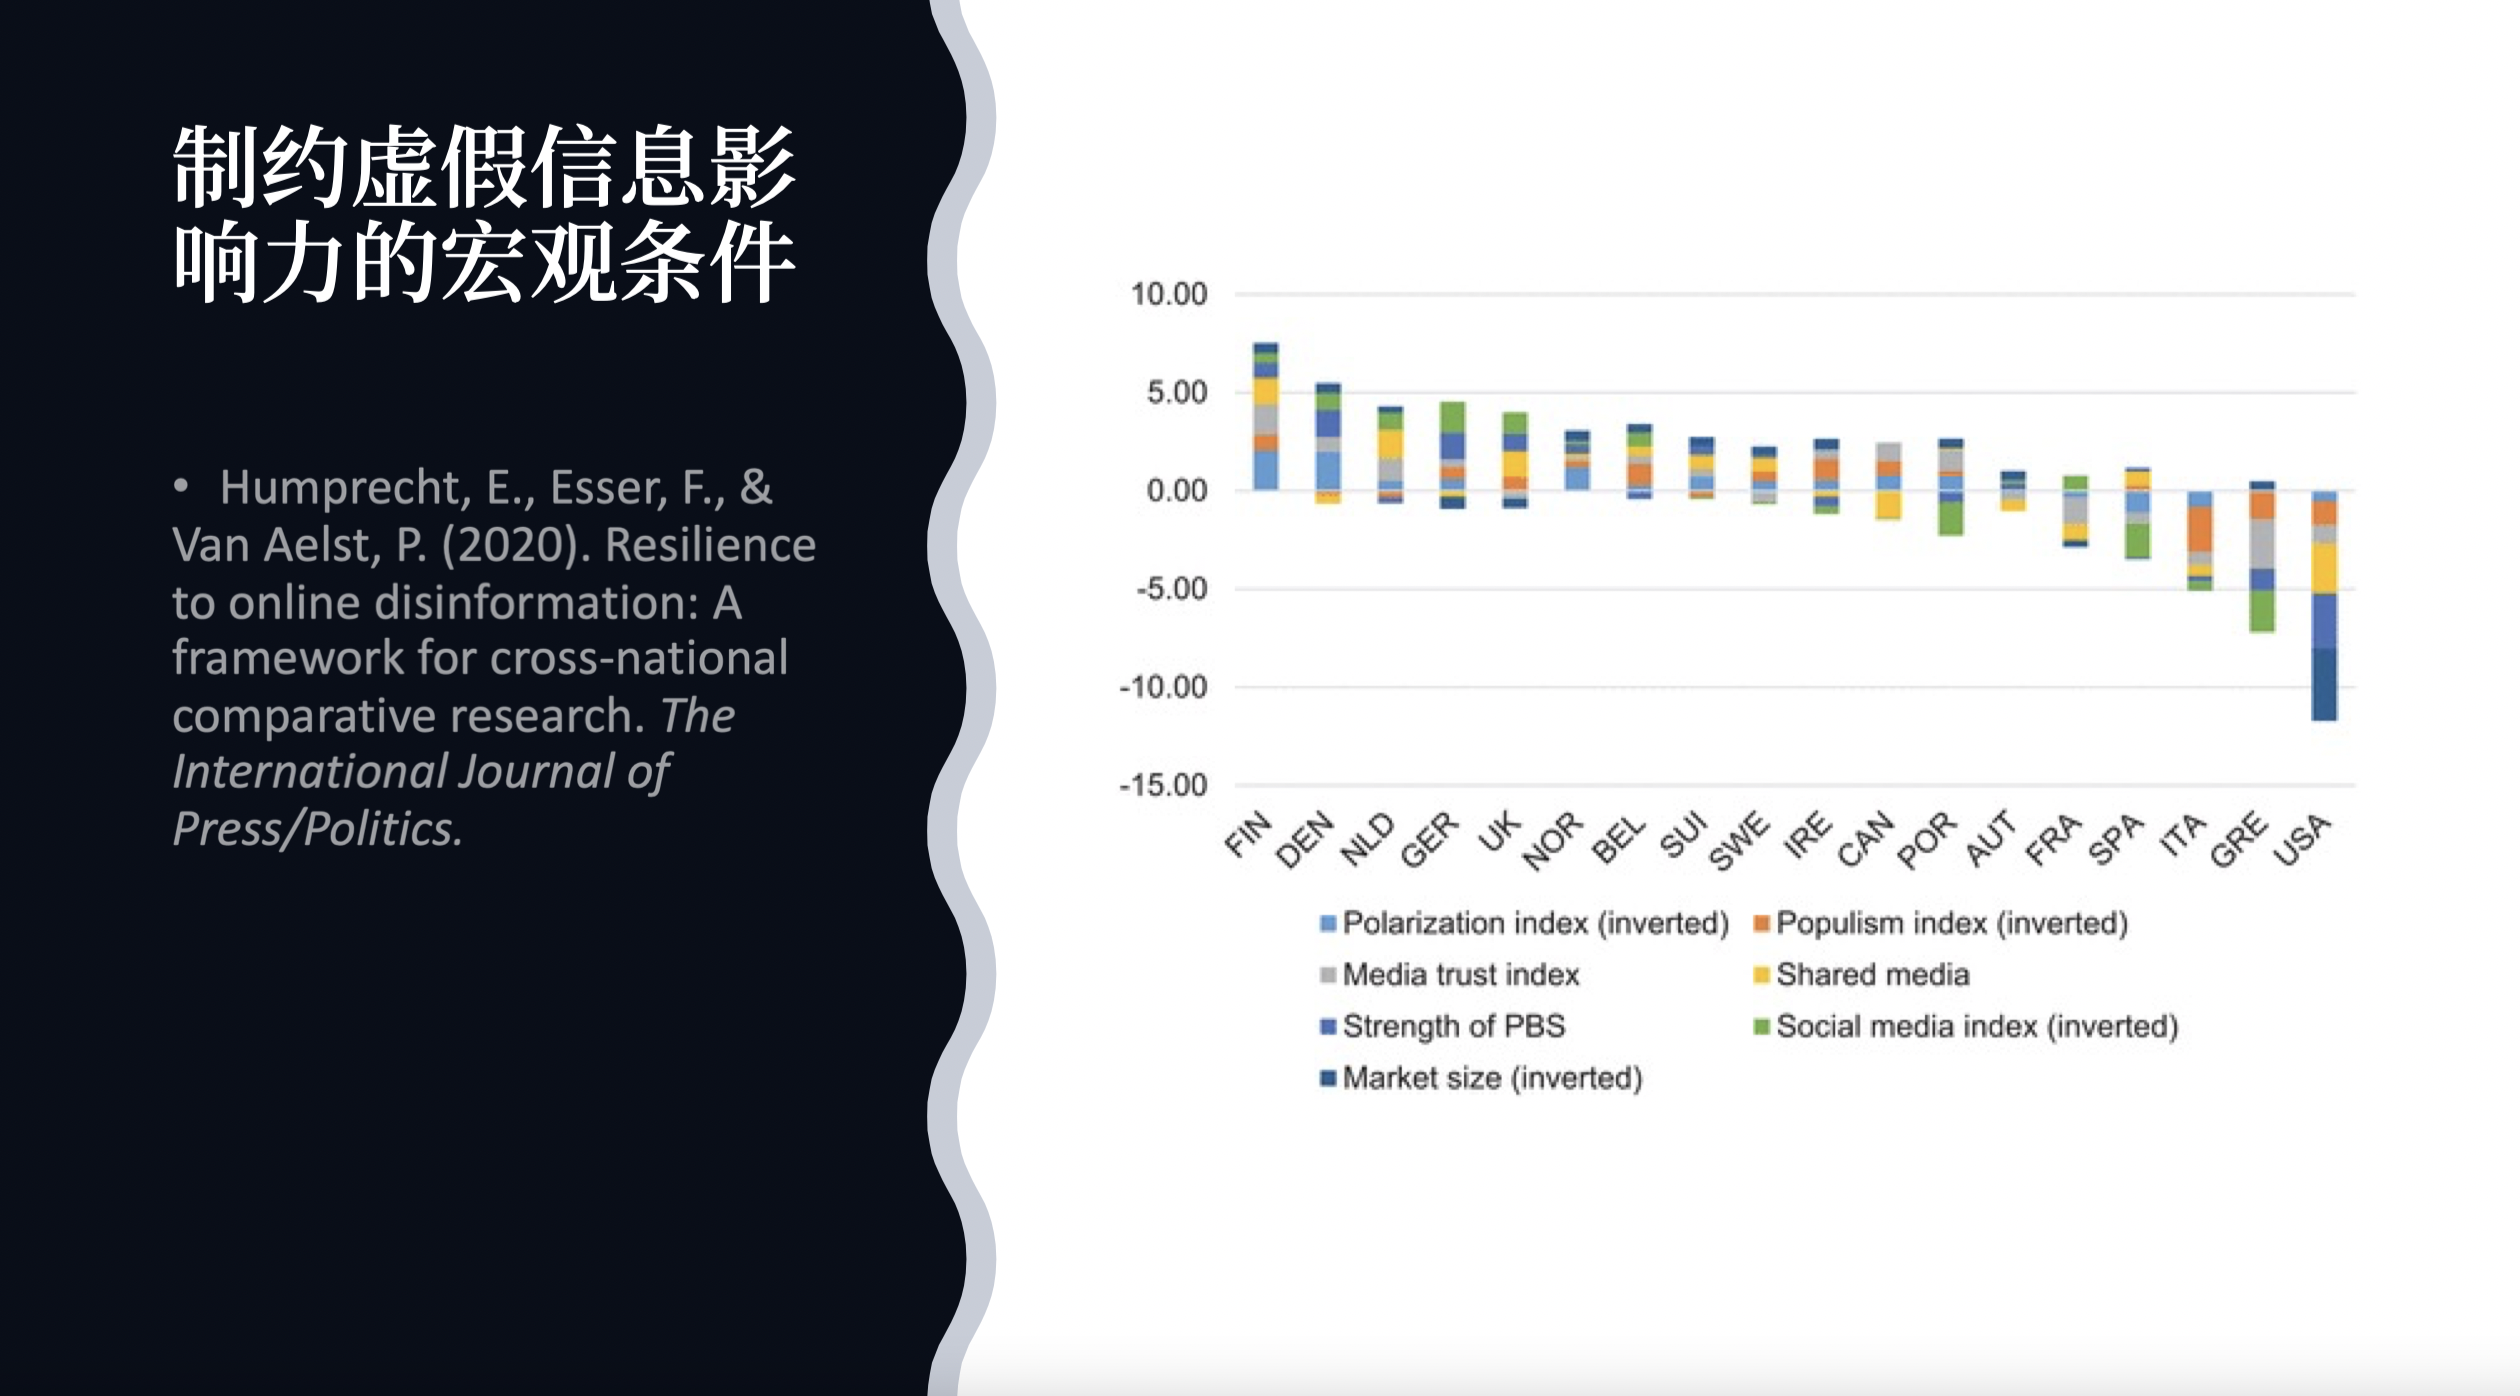 制约虚假信息影
响力的宏观条件
• Humprecht, E., Esser, F., &
Van Aelst, P. (2020). Resilience
to online disinformation: A
framework for cross-national
comparative research. The
International Journal of
Press/Politics.
10.00
5.00
0.00
-5.00
-10.00
-15.00
FIN DEN NLD GER UK NOR BEL SUI SWE IRE CAN POR AUT FRA SPA ITA GRE USA
Polarization index (inverted) Populism index (inverted)
Media trust index Shared media
Strength of PBS Social media index (inverted)
Market size (inverted)